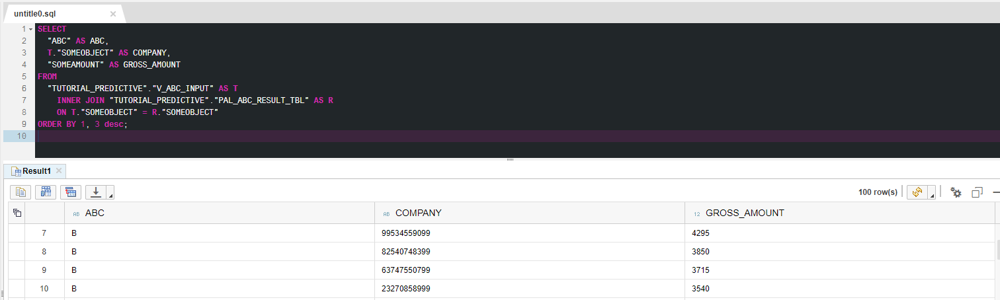 untitle0.sql
1 SELECT
2 "ABC" AS ABC,
3 T."SOMEOBJECT" AS COMPANY,
4 "SOMEAMOUNT" AS GROSS_AMOUNT
5 FROM
6 "TUTORIAL_PREDICTIVE"."V_ABC_INPUT" AS T
7 INNER JOIN "TUTORIAL_PREDICTIVE"."PAL_ABC_RESULT_TBL" AS R
8 ON T."SOMEOBJECT" = R."SOMEOBJECT"
9 ORDER BY 1, 3 desc;
10
Result1
100 row(s)
AB ABC AB COMPANY 12 GROSS_AMOUNT
7 B 99534559099 4295
8 B 82540748399 3850
9 B 63747550799 3715
10 B 23270858999 3540